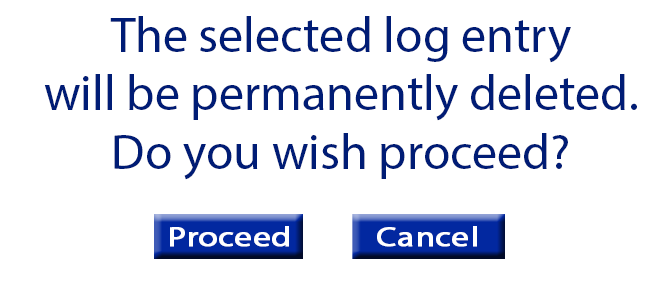 The selected log entry
will be permanently deleted.
Do you wish proceed?
Proceed Cancel